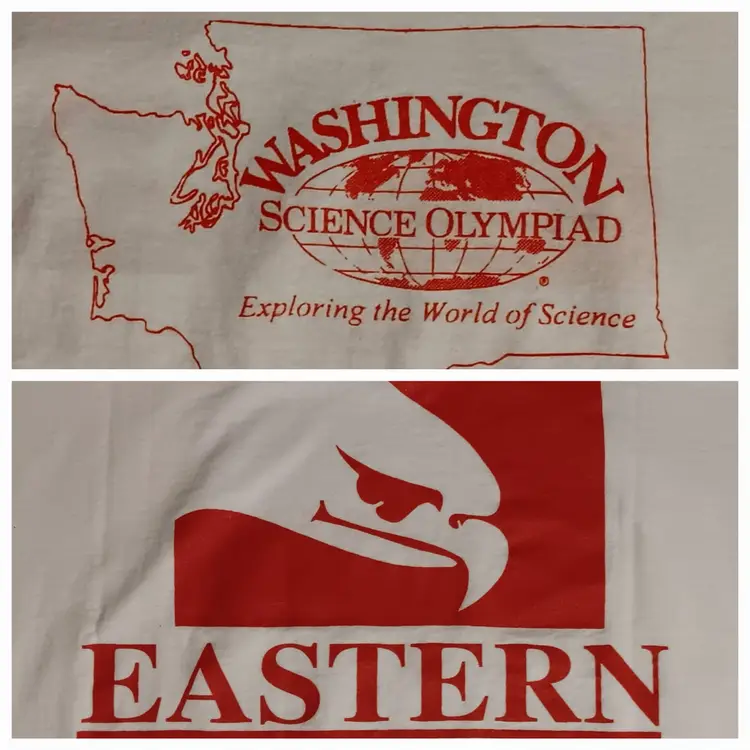 WASHINGTON
SCIENCE OLYMPIAD
®
Exploring the World of Science
EASTERN